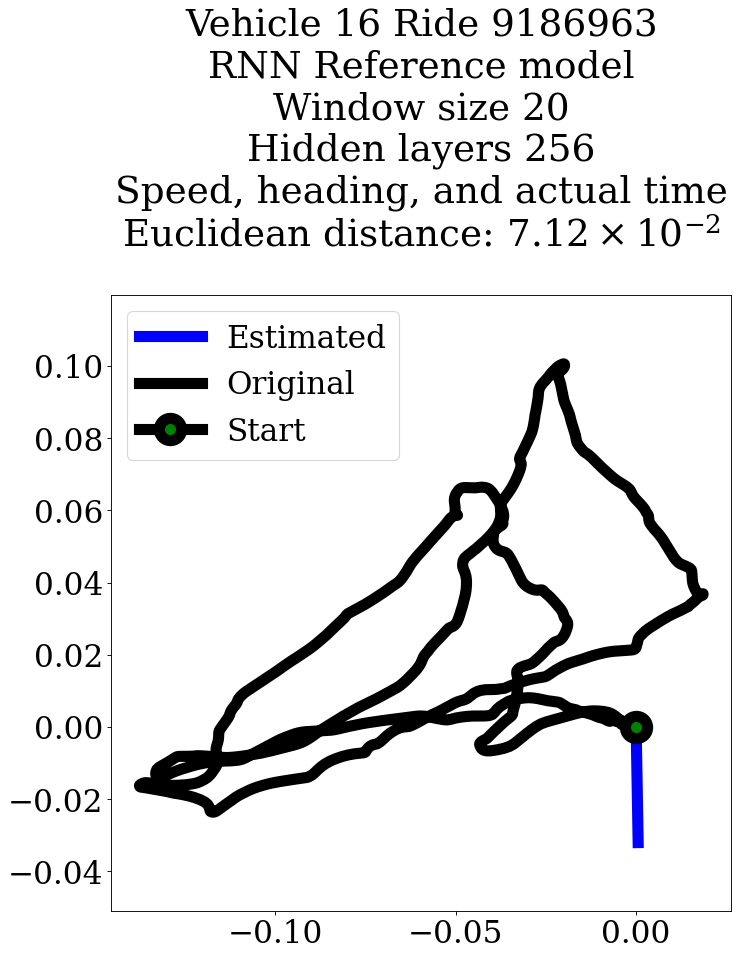 Vehicle 16 Ride 9186963
RNN Reference model
Window size 20
Hidden layers 256
Speed, heading, and actual time
Euclidean distance: 7.12 × 10⁻²
Estimated
Original
Start
0.10
0.08
0.06
0.04
0.02
0.00
−0.02
−0.04
−0.10
−0.05
0.00